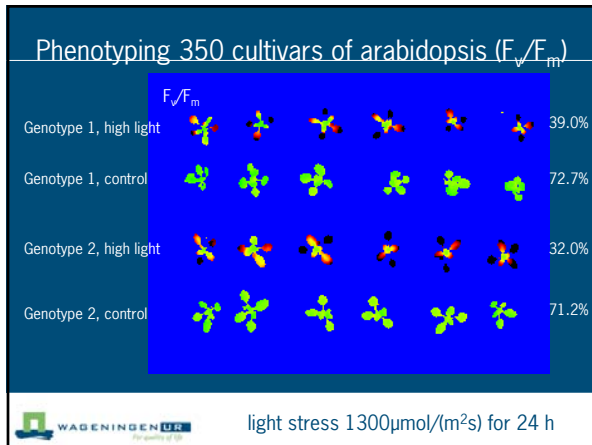 Phenotyping 350 cultivars of arabidopsis (Fv/Fm)
Fv/Fm
Genotype 1, high light 39.0%
Genotype 1, control 72.7%
Genotype 2, high light 32.0%
Genotype 2, control 71.2%
WAGENINGEN UR
For quality of life
light stress 1300µmol/(m²s) for 24 h